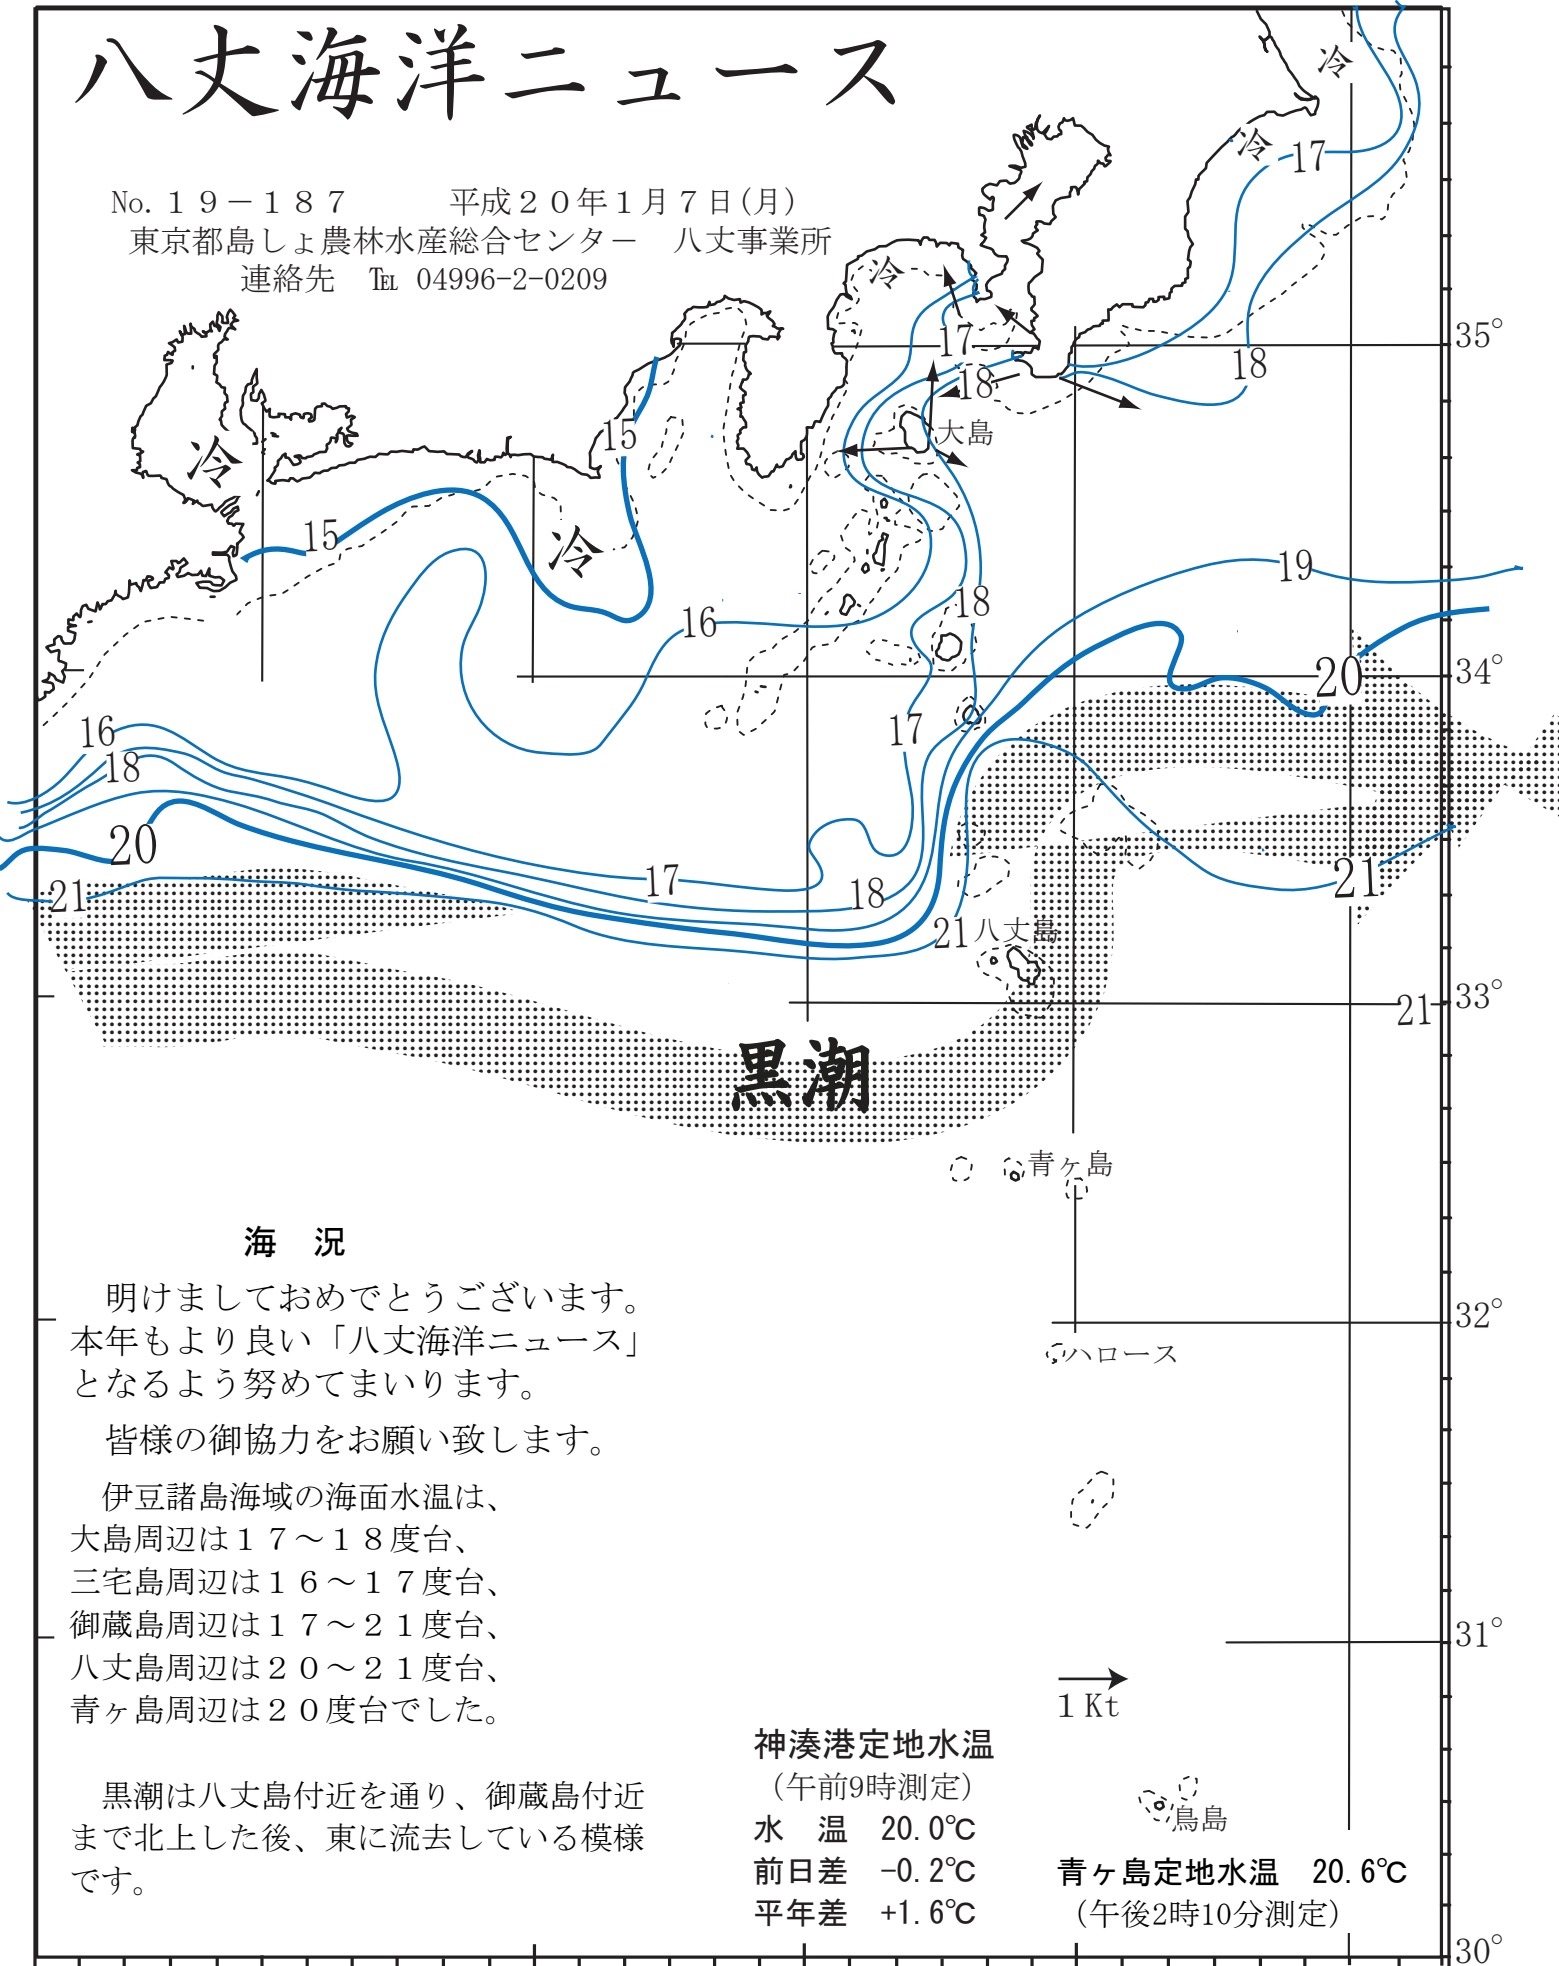 八丈海洋ニュース
No.１９－１８７　平成２０年１月７日(月)
東京都島しょ農林水産総合センター　八丈事業所
連絡先　℡ 04996-2-0209
冷
冷
17
冷
35°
17
18
18
大島
15
冷
15
冷
19
18
16
20
34°
17
16
18
20
17
18
21
21
21
八丈島
21
33°
黒潮
青ヶ島
32°
ハロース
海　況
明けましておめでとうございます。
本年もより良い「八丈海洋ニュース」
となるよう努めてまいります。
皆様の御協力をお願い致します。
伊豆諸島海域の海面水温は、
大島周辺は１７～１８度台、
三宅島周辺は１６～１７度台、
御蔵島周辺は１７～２１度台、
八丈島周辺は２０～２１度台、
青ヶ島周辺は２０度台でした。
黒潮は八丈島付近を通り、御蔵島付近
まで北上した後、東に流去している模様
です。
31°
1 Kt
神湊港定地水温
（午前9時測定）
水　温　20.0℃
前日差　-0.2℃
平年差　+1.6℃
鳥島
青ヶ島定地水温　20.6℃
（午後2時10分測定）
30°